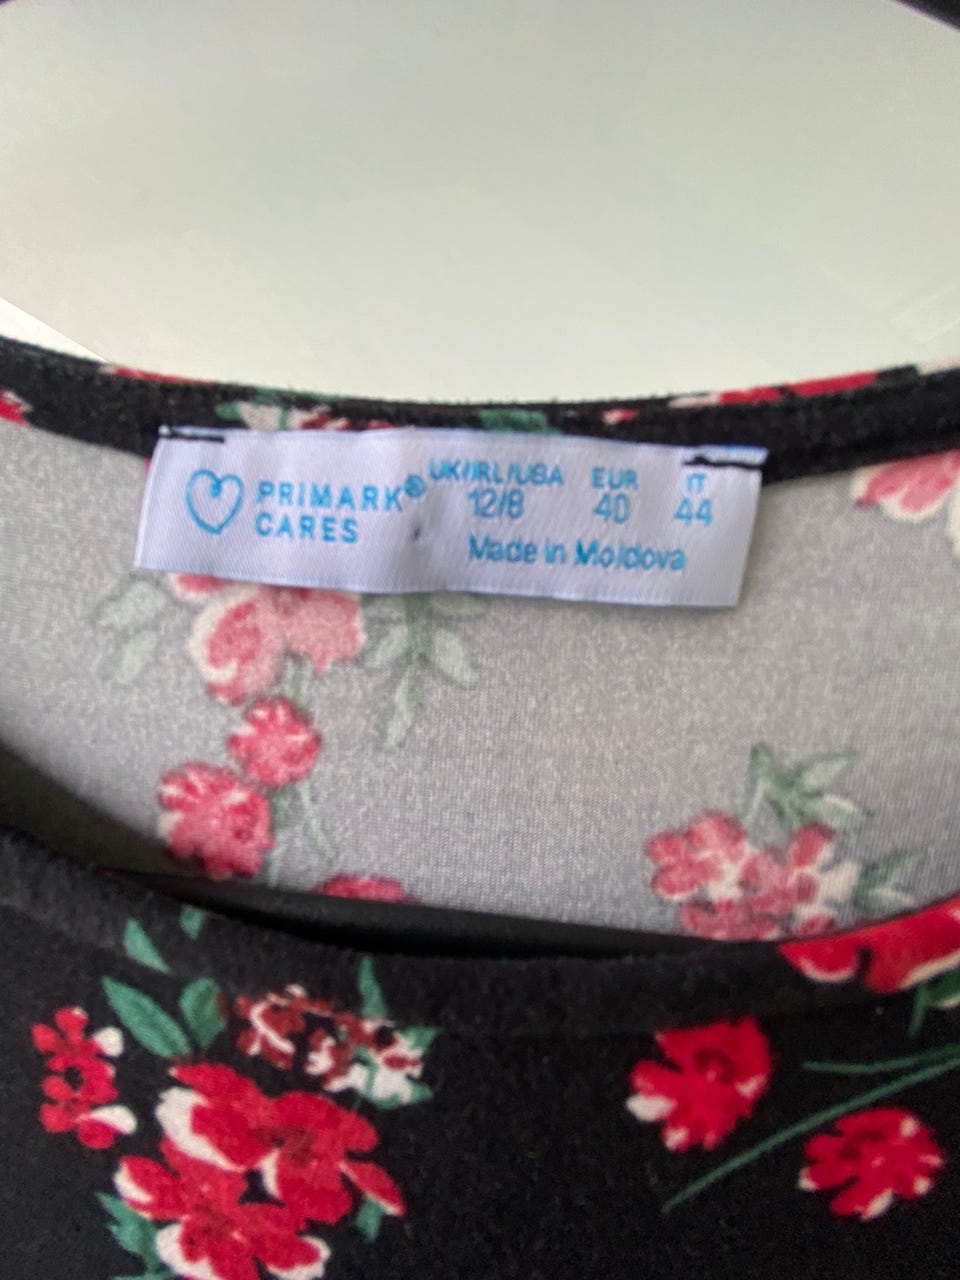 PRIMARK®
CARES
UK/IRL/USA EUR IT
12/8 40 44
Made in Moldova